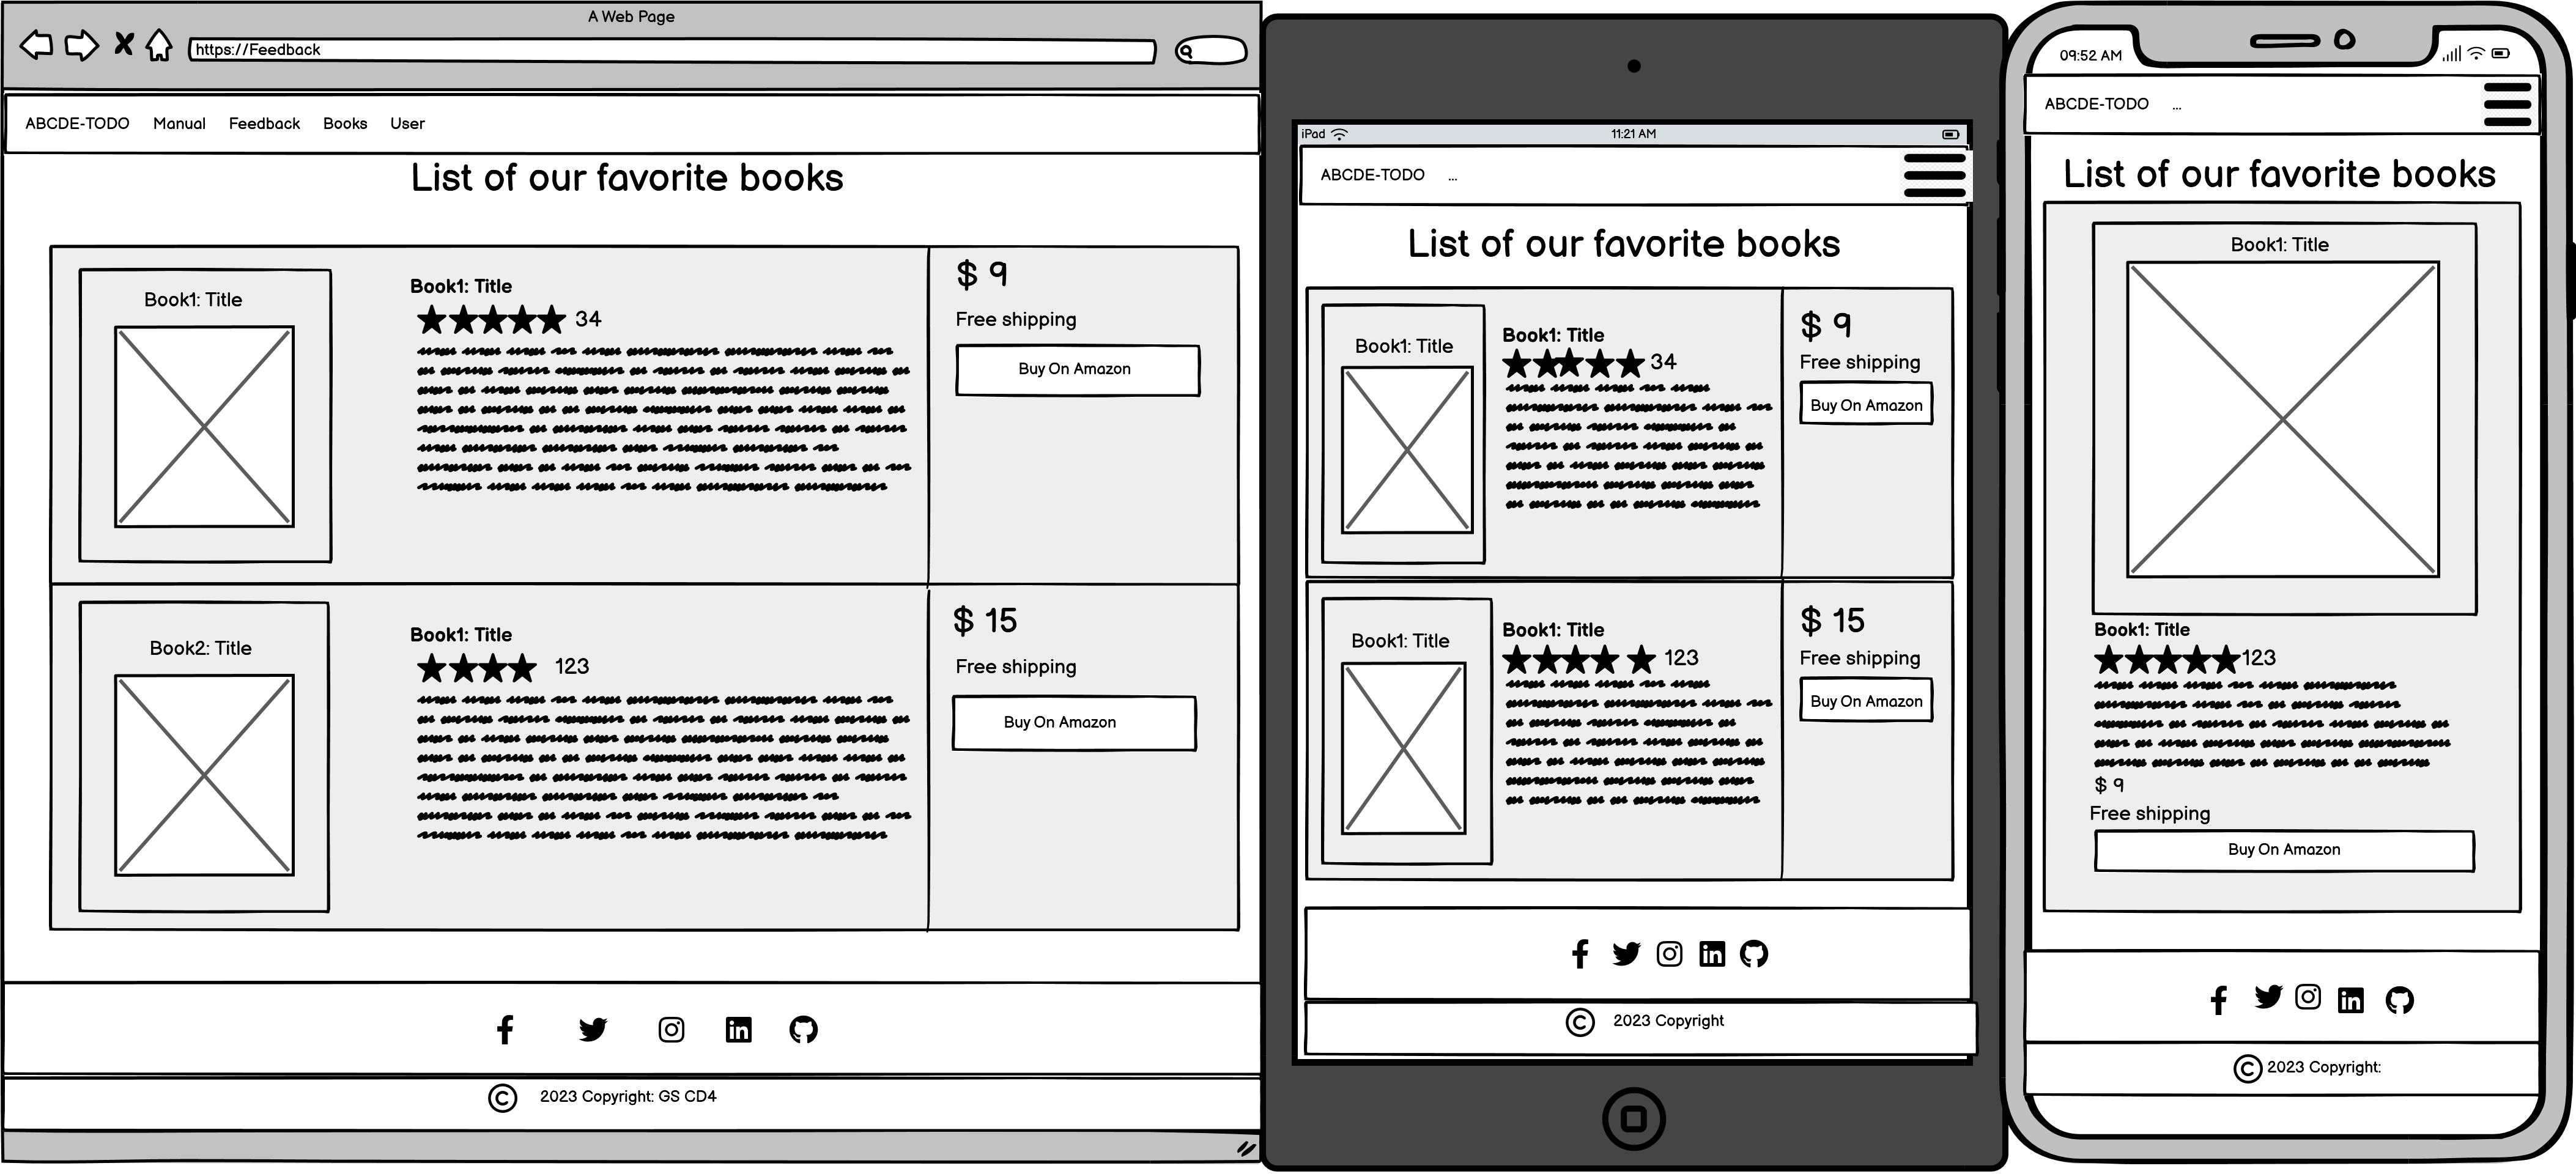 A Web Page
https://Feedback
ABCDE-TODO Manual Feedback Books User
List of our favorite books
Book1: Title
Book1: Title
34
$ 9
Free shipping
Buy On Amazon
Book2: Title
Book1: Title
123
$ 15
Free shipping
Buy On Amazon
2023 Copyright: GS CD4
iPad 11:21 AM
ABCDE-TODO ...
List of our favorite books
Book1: Title
Book1: Title
34
$ 9
Free shipping
Buy On Amazon
Book1: Title
Book1: Title
123
$ 15
Free shipping
Buy On Amazon
2023 Copyright
09:52 AM
ABCDE-TODO ...
List of our favorite books
Book1: Title
Book1: Title
123
$ 9
Free shipping
Buy On Amazon
2023 Copyright: